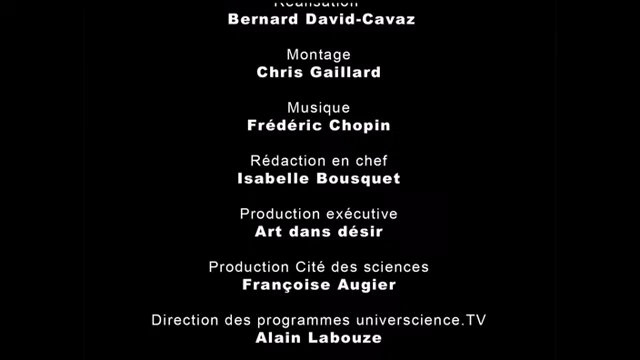 Réalisation
Bernard David-Cavaz
Montage
Chris Gaillard
Musique
Frédéric Chopin
Rédaction en chef
Isabelle Bousquet
Production exécutive
Art dans désir
Production Cité des sciences
Françoise Augier
Direction des programmes universcience.TV
Alain Labouze